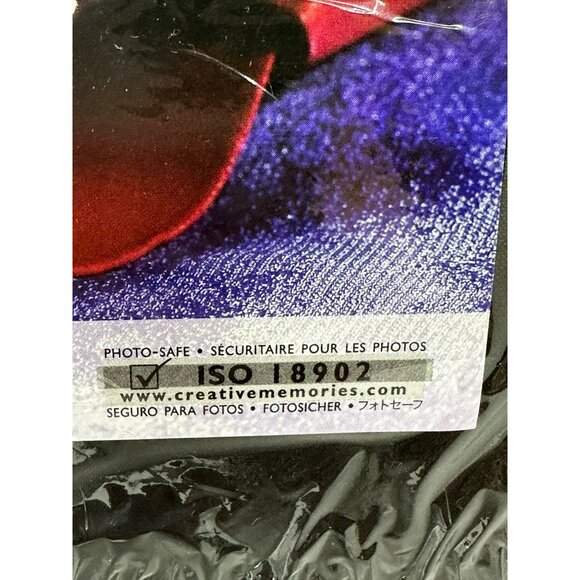 PHOTO-SAFE • SÉCURITAIRE POUR LES PHOTOS
ISO 18902
www.creativememories.com
SEGURO PARA FOTOS • FOTOSICHER • フォトセーフ